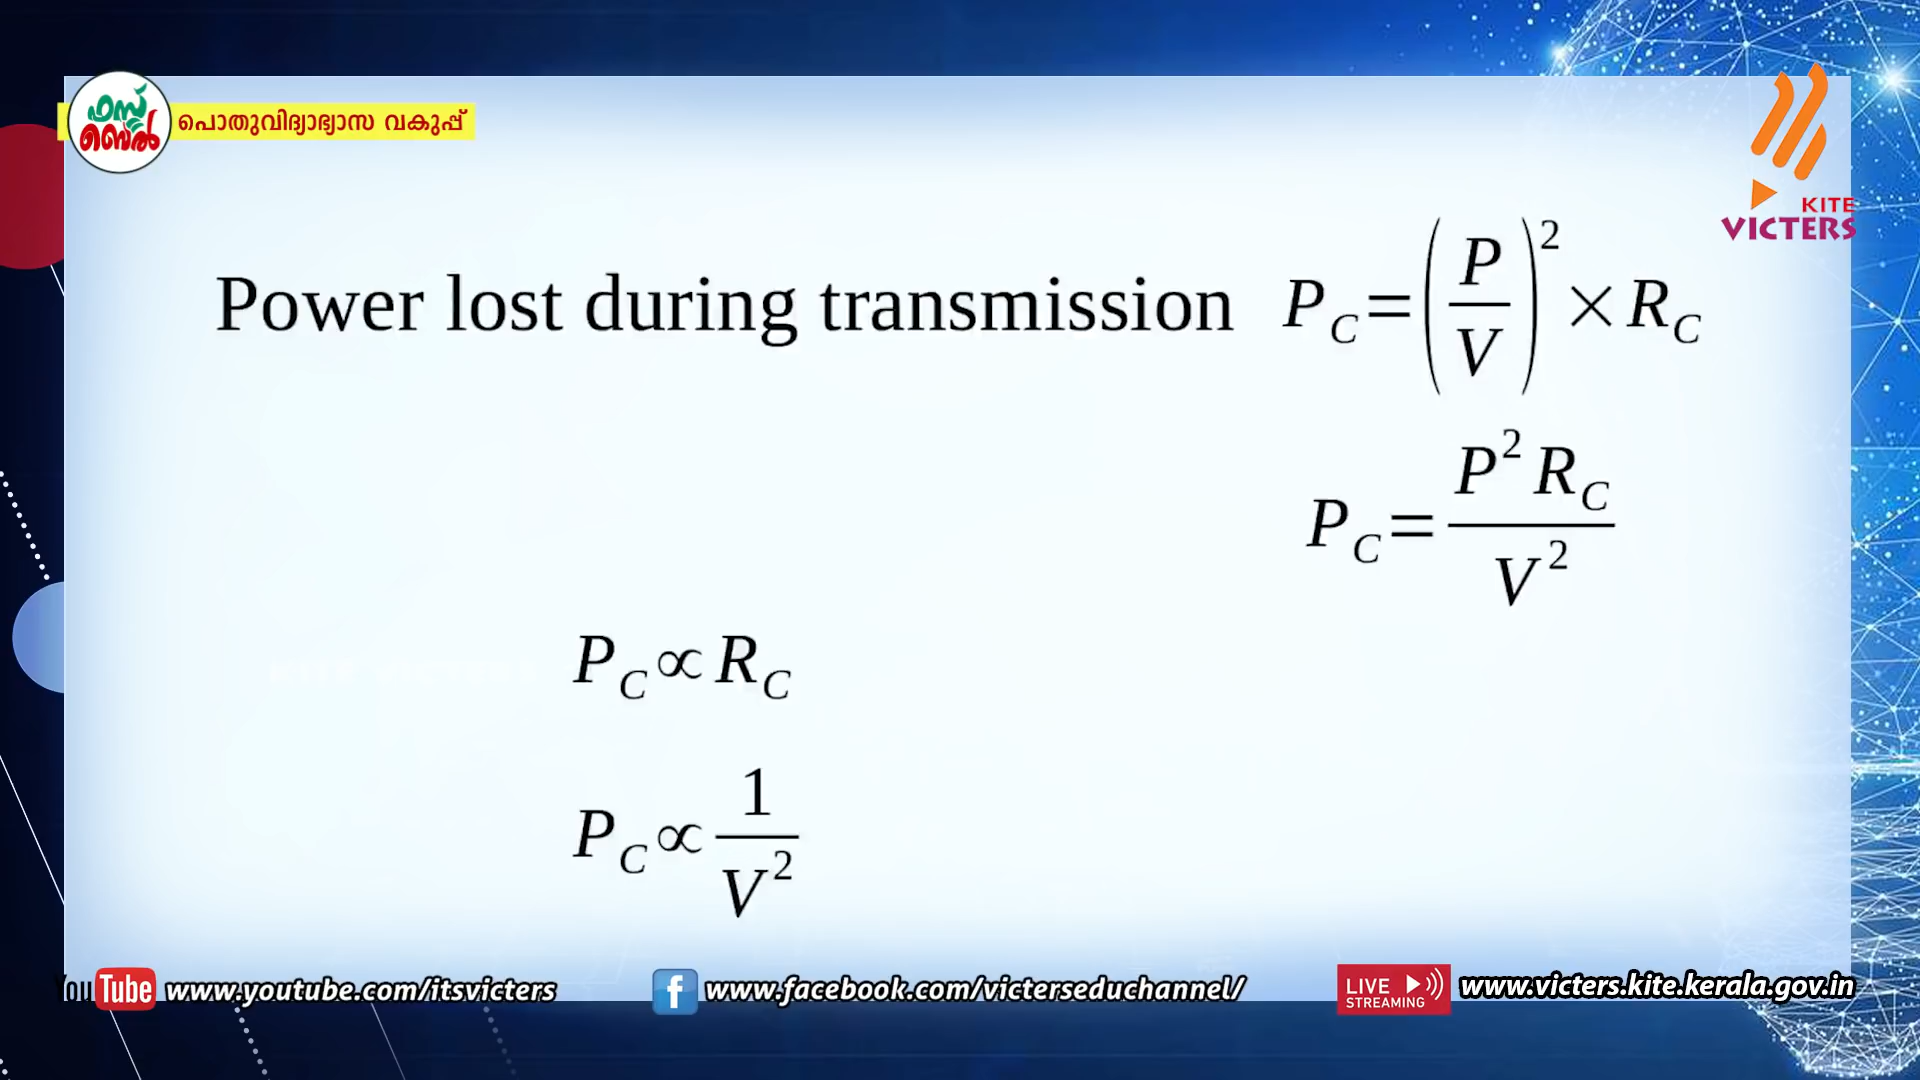 ഫസ്റ്റ്
ബെൽ
പൊതുവിദ്യാഭ്യാസ വകുപ്പ്
KITE
VICTERS
Power lost during transmission P_C = (P/V)^2 × R_C
P_C = P^2 R_C / V^2
P_C ∝ R_C
P_C ∝ 1/V^2
YouTube www.youtube.com/itsvicters
f www.facebook.com/victerseduchannel/
LIVE STREAMING www.victers.kite.kerala.gov.in